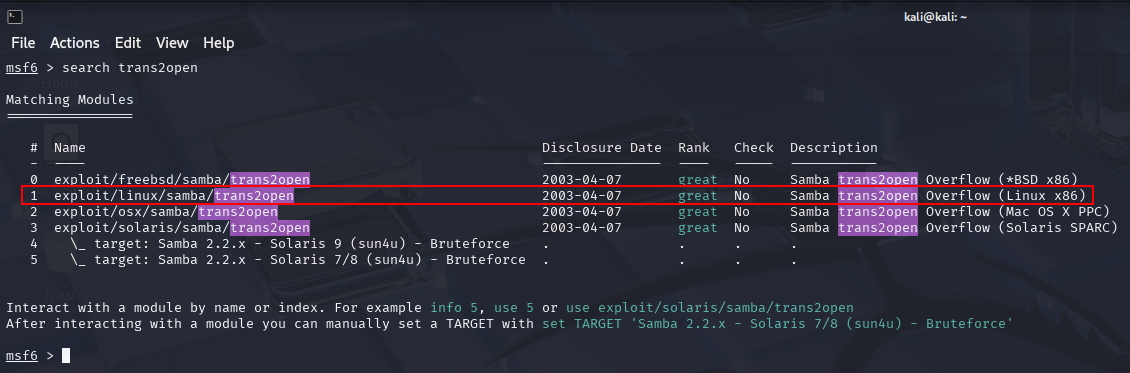 kali@kali: ~
File Actions Edit View Help
msf6 > search trans2open
Matching Modules
================
# Name Disclosure Date Rank Check Description
- ---- --------------- ---- ----- -----------
0 exploit/freebsd/samba/trans2open 2003-04-07 great No Samba trans2open Overflow (*BSD x86)
1 exploit/linux/samba/trans2open 2003-04-07 great No Samba trans2open Overflow (Linux x86)
2 exploit/osx/samba/trans2open 2003-04-07 great No Samba trans2open Overflow (Mac OS X PPC)
3 exploit/solaris/samba/trans2open 2003-04-07 great No Samba trans2open Overflow (Solaris SPARC)
4 \_ target: Samba 2.2.x - Solaris 9 (sun4u) - Bruteforce . . . .
5 \_ target: Samba 2.2.x - Solaris 7/8 (sun4u) - Bruteforce . . . .
Trash
Interact with a module by name or index. For example info 5, use 5 or use exploit/solaris/samba/trans2open
After interacting with a module you can manually set a TARGET with set TARGET 'Samba 2.2.x - Solaris 7/8 (sun4u) - Bruteforce'
msf6 >